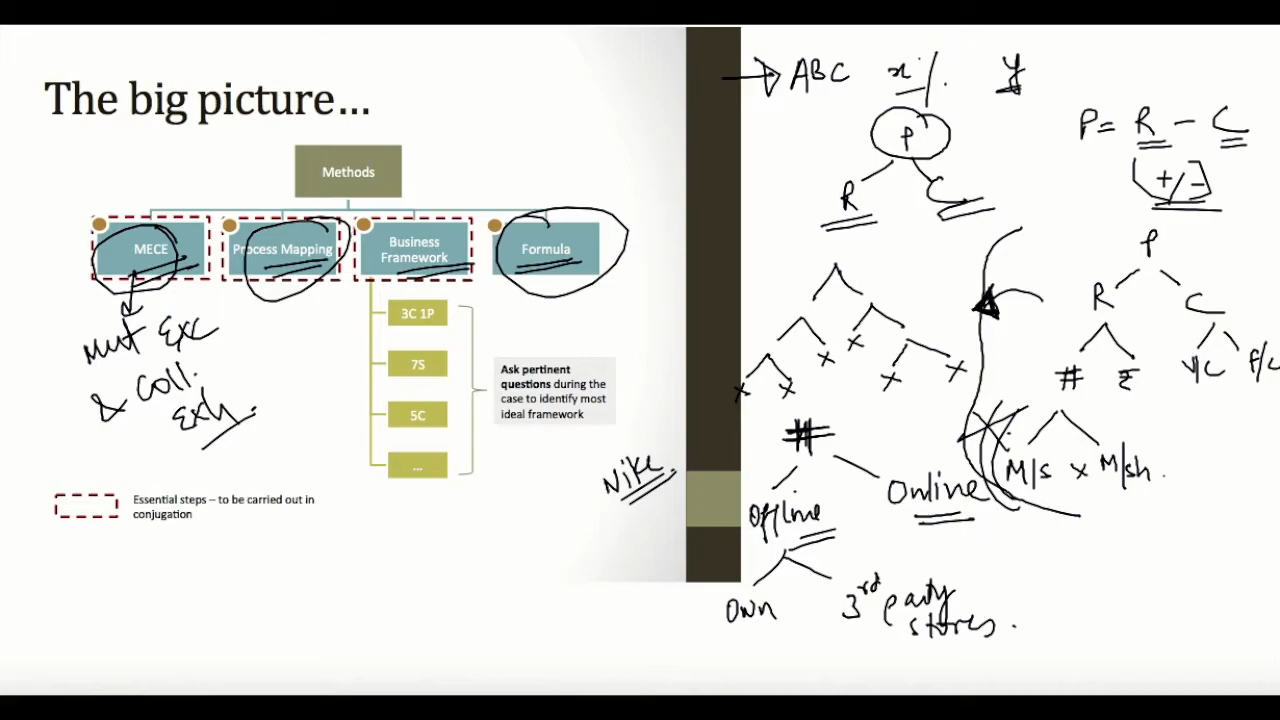 The big picture...
Methods
MECE
Process Mapping
Business
Framework
Formula
3C 1P
7S
5C
...
Ask pertinent
questions during the
case to identify most
ideal framework
Essential steps – to be carried out in
conjugation
Mut Exc
& Coll.
Exh
Nike
ABC x% y
P
R C
P = R - C
(+/-)
P
R C
# ₹ V/C F/C
M/S x M/sh.
x x x x x x
#
Offline Online
Own 3rd party
stores.